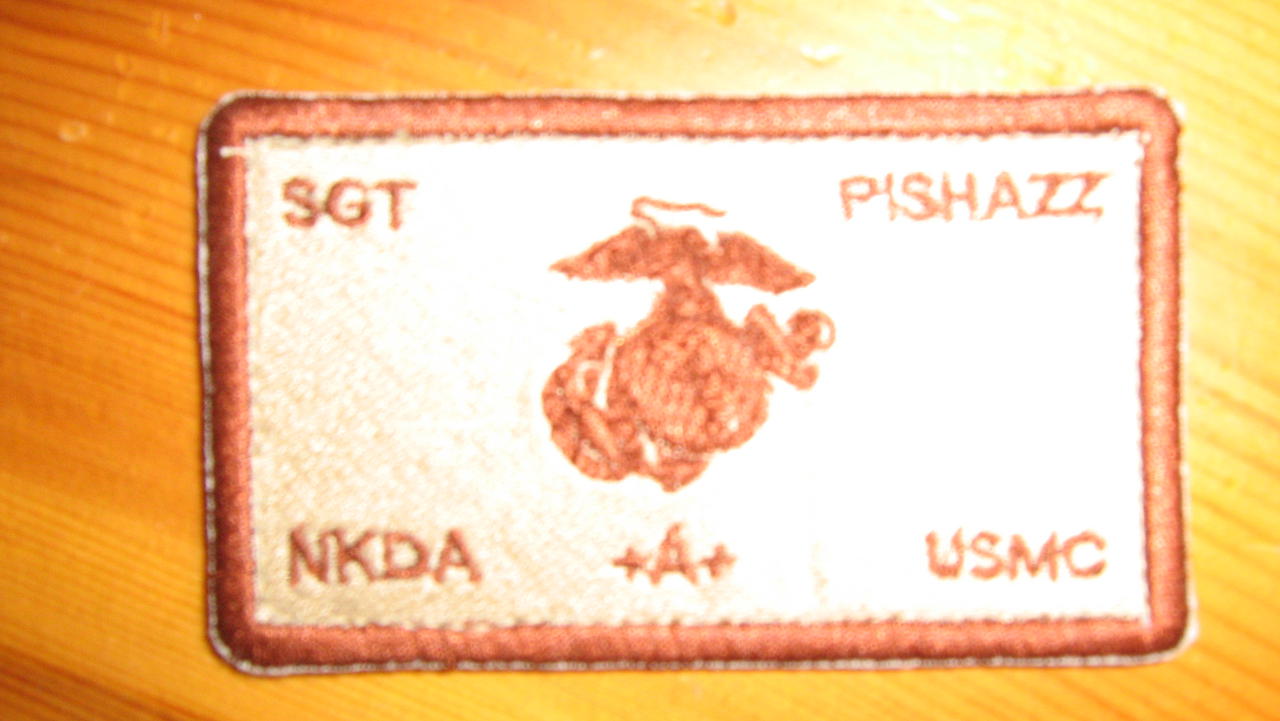 SGT PISHAZZ
NKDA +A+ USMC